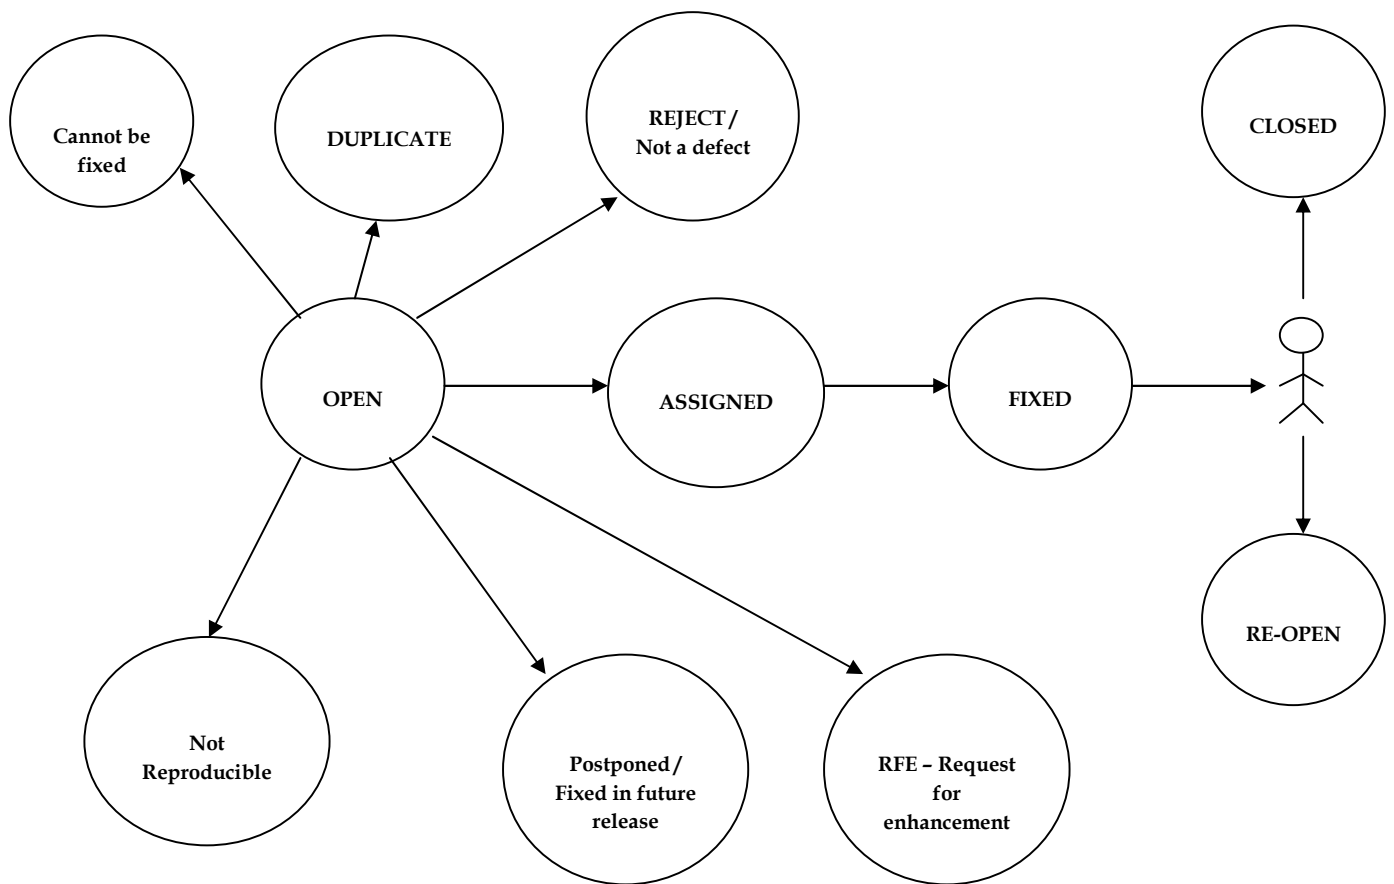 Cannot be
fixed
DUPLICATE
REJECT/
Not a defect
CLOSED
OPEN
ASSIGNED
FIXED
RE-OPEN
Not
Reproducible
Postponed/
Fixed in future
release
RFE – Request
for
enhancement